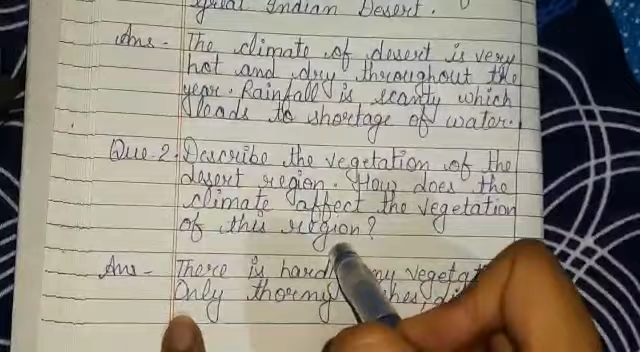 Great Indian Desert.
Ans- The climate of desert is very
hot and dry throughout the
year. Rainfall is scanty which
leads to shortage of water.
Que-2. Describe the vegetation of the
desert region. How does the
climate affect the vegetation
of this region?
Ans- There is
Only thorny